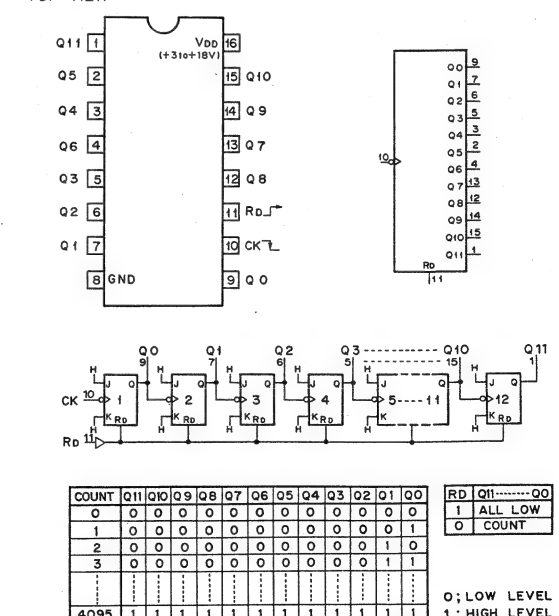 Q11 1 VDD 16
(+3 to +18V)
Q5 2 15 Q10
Q4 3 14 Q9
Q6 4 13 Q7
Q3 5 12 Q8
Q2 6 11 RD
Q1 7 10 CK
8 GND 9 Q0
Q0 9
Q1 7
Q2 6
Q3 5
Q4 3
Q5 2
10 Q6 4
Q7 13
Q8 12
Q9 14
Q10 15
Q11 1
RD
11
Q0 Q1 Q2 Q3 ---------- Q10 Q11
9 7 6 5 ---------- 15 1
H H H H H H
J Q J Q J Q J Q J Q J Q
CK 10 1 2 3 4 5----11 12
K RD K RD K RD K RD K RD K RD
H H H H H H
RD 11
COUNT Q11 Q10 Q9 Q8 Q7 Q6 Q5 Q4 Q3 Q2 Q1 Q0
0 0 0 0 0 0 0 0 0 0 0 0 0
1 0 0 0 0 0 0 0 0 0 0 0 1
2 0 0 0 0 0 0 0 0 0 0 1 0
3 0 0 0 0 0 0 0 0 0 0 1 1
4095 1 1 1 1 1 1 1 1 1 1 1 1
RD Q11--------Q0
1 ALL LOW
0 COUNT
0; LOW LEVEL
1; HIGH LEVEL